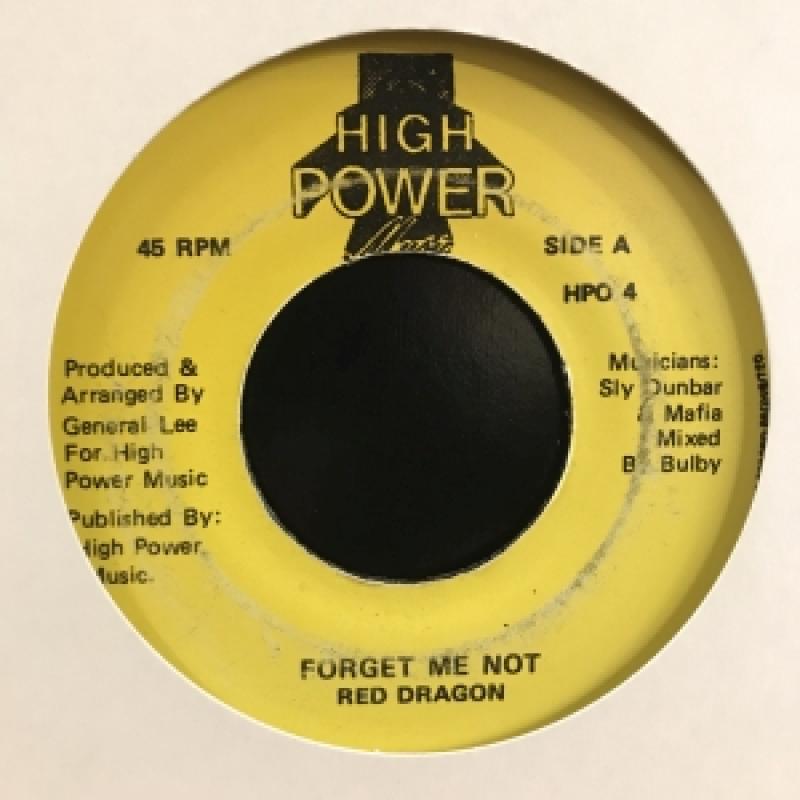 HIGH
POWER
Music
45 RPM
SIDE A
HPO 4
Produced &
Arranged By
General Lee
For High
Power Music
Published By:
High Power
Music.
Musicians:
Sly Dunbar
& Mafia
Mixed
By Bulby
FORGET ME NOT
RED DRAGON